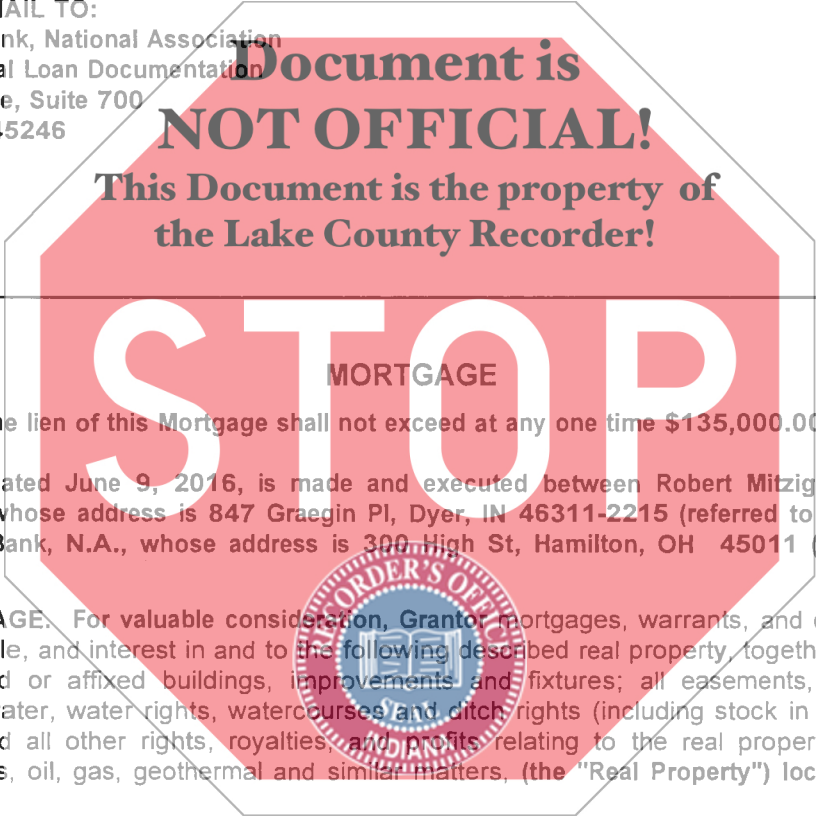 AIL TO:
nk, National Association
al Loan Documentation
e, Suite 700
45246
Document is
NOT OFFICIAL!
This Document is the property of
the Lake County Recorder!
STOP
MORTGAGE
e lien of this Mortgage shall not exceed at any one time $135,000.00
ated June 9, 2016, is made and executed between Robert Mitzig
whose address is 847 Graegin Pl, Dyer, IN 46311-2215 (referred to
Bank, N.A., whose address is 300 High St, Hamilton, OH 45011 (
AGE. For valuable consideration, Grantor mortgages, warrants, and
le, and interest in and to the following described real property, togeth
d or affixed buildings, improvements and fixtures; all easements,
ater, water rights, watercourses and ditch rights (including stock in
d all other rights, royalties, and profits relating to the real proper
s, oil, gas, geothermal and similar matters, (the "Real Property") loc
RECORDER'S OFFICE
SEAL
INDIANA